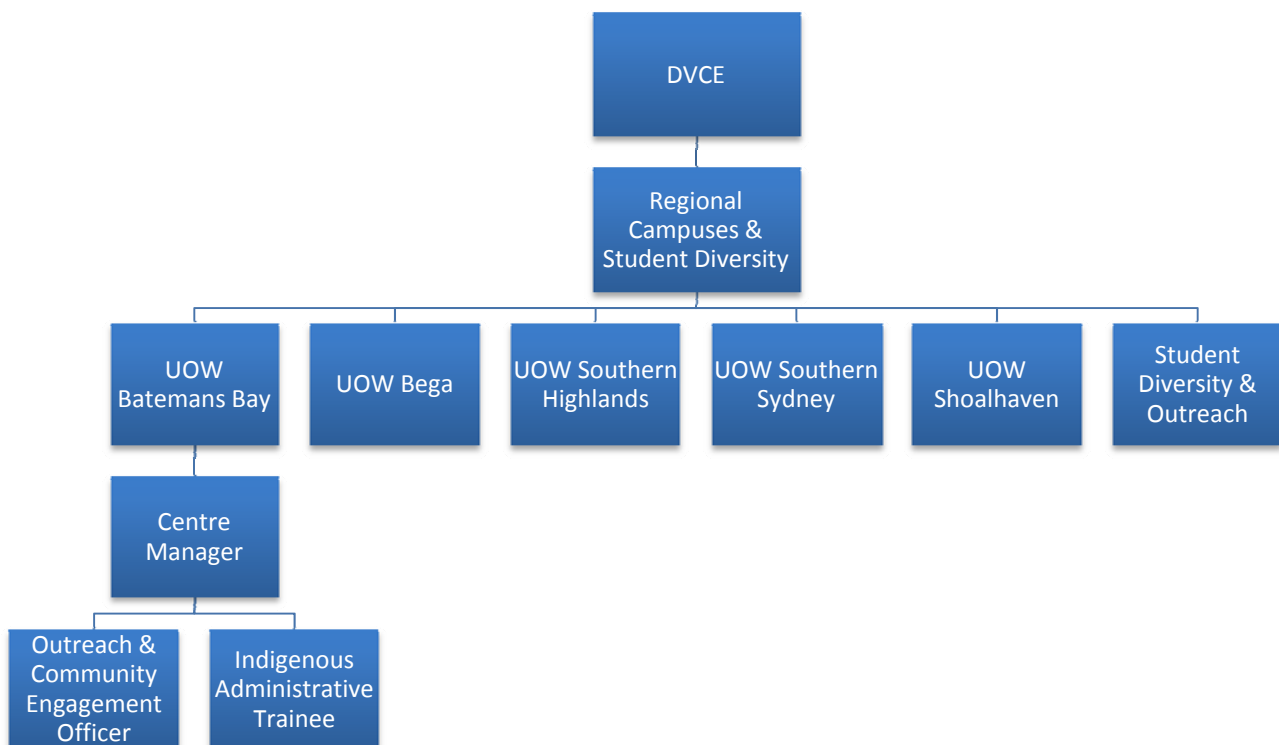 DVCE
Regional
Campuses &
Student Diversity
UOW
Batemans Bay
UOW Bega
UOW Southern
Highlands
UOW Southern
Sydney
UOW
Shoalhaven
Student
Diversity &
Outreach
Centre
Manager
Outreach &
Community
Engagement
Officer
Indigenous
Administrative
Trainee